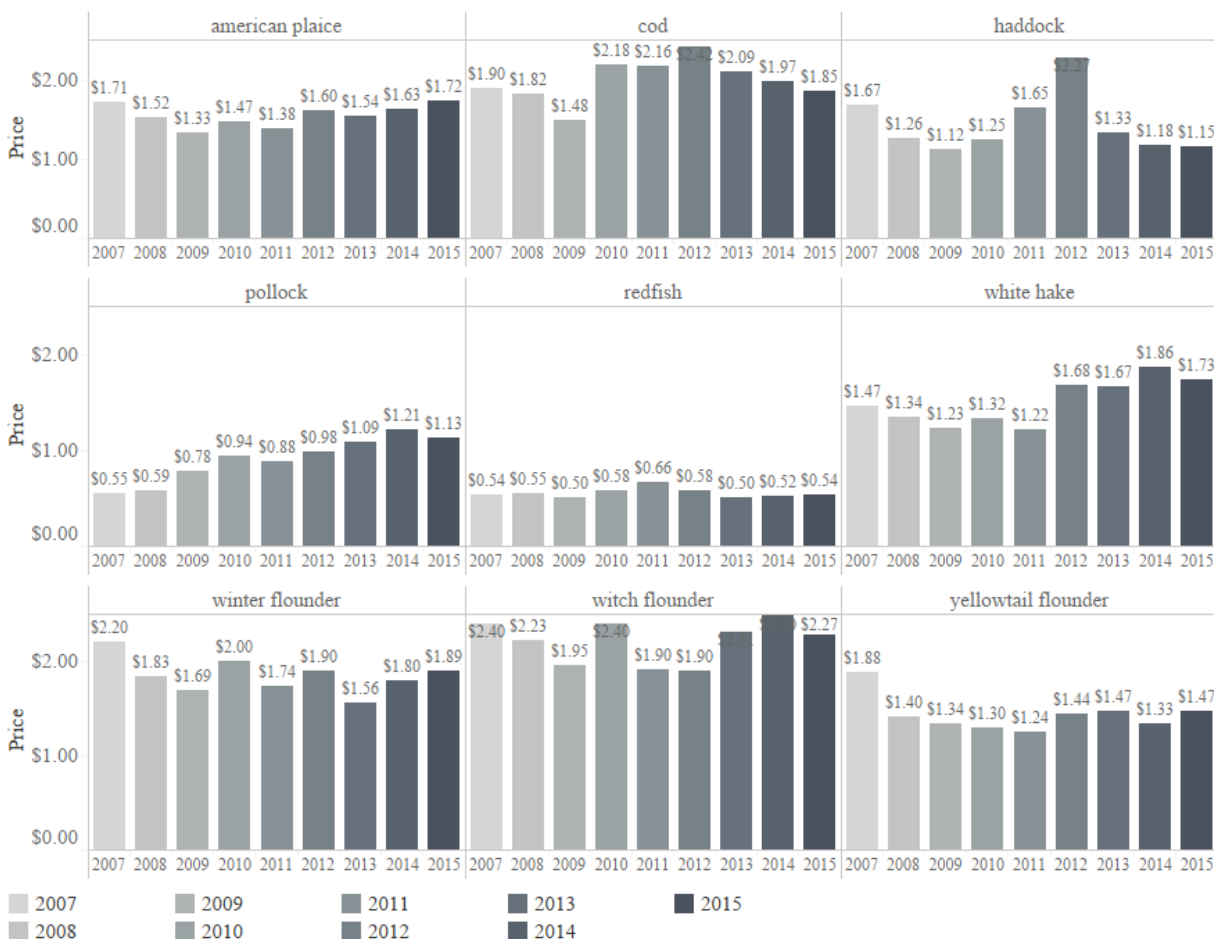 american plaice cod haddock
Price
$2.00
$1.00
$0.00
$1.71 $1.52 $1.33 $1.47 $1.38 $1.60 $1.54 $1.63 $1.72
$1.90 $1.82 $1.48 $2.18 $2.16 $2.42 $2.09 $1.97 $1.85
$1.67 $1.26 $1.12 $1.25 $1.65 $2.27 $1.33 $1.18 $1.15
2007 2008 2009 2010 2011 2012 2013 2014 2015 2007 2008 2009 2010 2011 2012 2013 2014 2015 2007 2008 2009 2010 2011 2012 2013 2014 2015
pollock redfish white hake
Price
$2.00
$1.00
$0.00
$0.55 $0.59 $0.78 $0.94 $0.88 $0.98 $1.09 $1.21 $1.13
$0.54 $0.55 $0.50 $0.58 $0.66 $0.58 $0.50 $0.52 $0.54
$1.47 $1.34 $1.23 $1.32 $1.22 $1.68 $1.67 $1.86 $1.73
2007 2008 2009 2010 2011 2012 2013 2014 2015 2007 2008 2009 2010 2011 2012 2013 2014 2015 2007 2008 2009 2010 2011 2012 2013 2014 2015
winter flounder witch flounder yellowtail flounder
Price
$2.00
$1.00
$0.00
$2.20 $1.83 $1.69 $2.00 $1.74 $1.90 $1.56 $1.80 $1.89
$2.40 $2.23 $1.95 $2.40 $1.90 $1.90 $2.27
$1.88 $1.40 $1.34 $1.30 $1.24 $1.44 $1.47 $1.33 $1.47
2007 2008 2009 2010 2011 2012 2013 2014 2015 2007 2008 2009 2010 2011 2012 2013 2014 2015 2007 2008 2009 2010 2011 2012 2013 2014 2015
2007 2009 2011 2013 2015
2008 2010 2012 2014